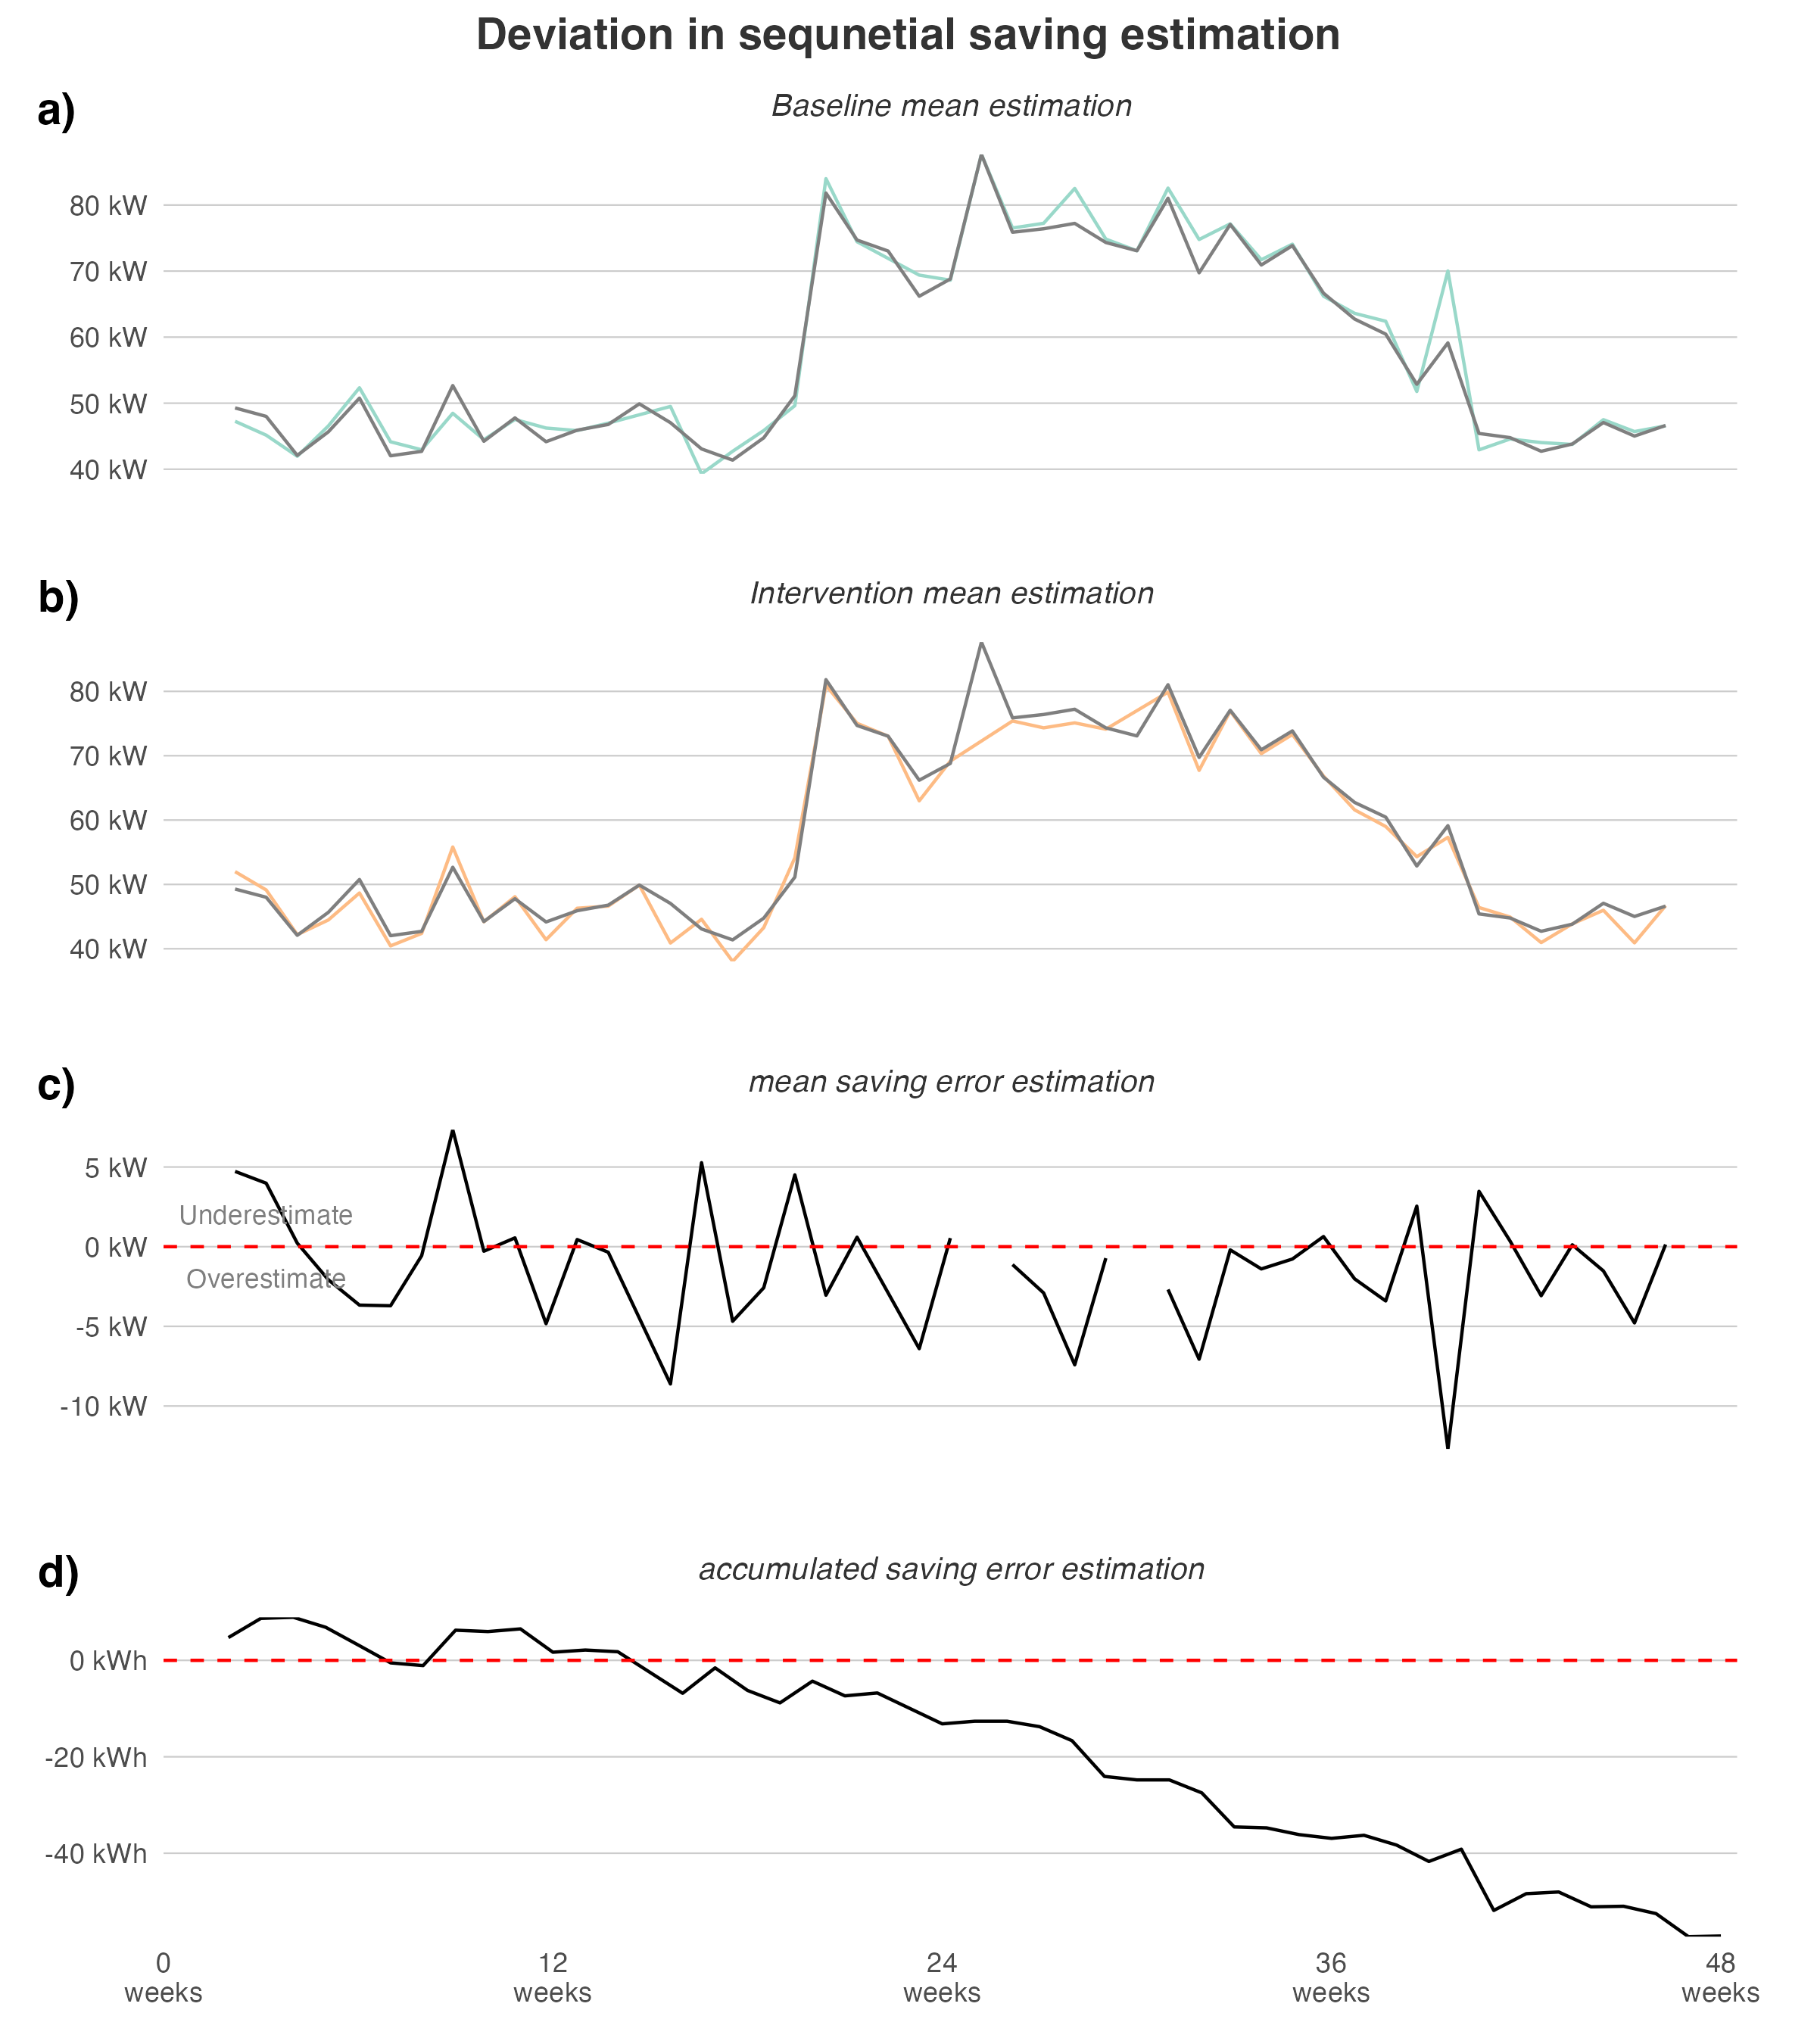 Deviation in sequnetial saving estimation
a)
Baseline mean estimation
80 kW
70 kW
60 kW
50 kW
40 kW
b)
Intervention mean estimation
80 kW
70 kW
60 kW
50 kW
40 kW
c)
mean saving error estimation
5 kW
Underestimate
0 kW
Overestimate
-5 kW
-10 kW
d)
accumulated saving error estimation
0 kWh
-20 kWh
-40 kWh
0 12 24 36 48
weeks weeks weeks weeks weeks